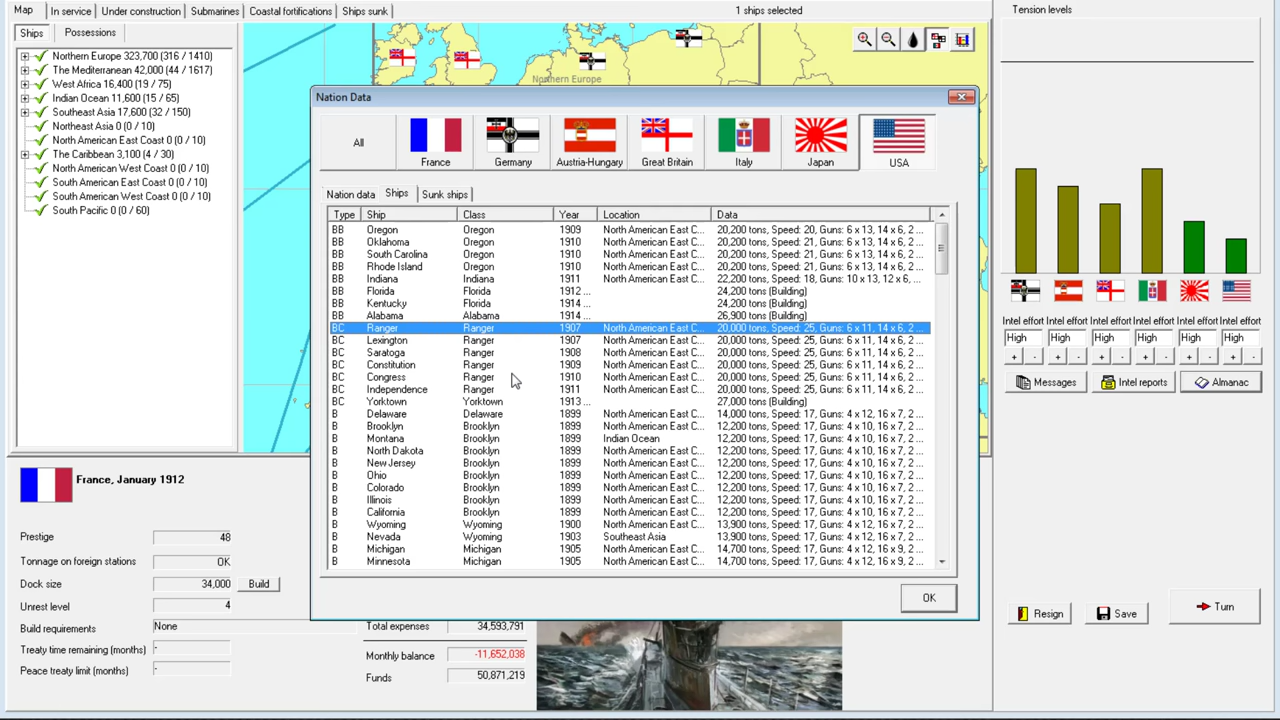 Map In service Under construction Submarines Coastal fortifications Ships sunk 1 ships selected Tension levels
Ships Possessions
Northern Europe 323,700 (316 / 1410)
The Mediterranean 42,000 (44 / 1617)
West Africa 16,400 (19 / 75)
Indian Ocean 11,600 (15 / 65)
Southeast Asia 17,600 (32 / 150)
Northeast Asia 0 (0 / 10)
North American East Coast 0 (0 / 10)
The Caribbean 3,100 (4 / 30)
North American West Coast 0 (0 / 10)
South American East Coast 0 (0 / 10)
South American West Coast 0 (0 / 10)
South Pacific 0 (0 / 60)
Northern Europe
Nation Data
All France Germany Austria-Hungary Great Britain Italy Japan USA
Nation data Ships Sunk ships
Type Ship Class Year Location Data
BB Oregon Oregon 1909 North American East C... 20,200 tons, Speed: 20, Guns: 6 x 13, 14 x 6, 2 ...
BB Oklahoma Oregon 1910 North American East C... 20,200 tons, Speed: 21, Guns: 6 x 13, 14 x 6, 2 ...
BB South Carolina Oregon 1910 North American East C... 20,200 tons, Speed: 21, Guns: 6 x 13, 14 x 6, 2 ...
BB Rhode Island Oregon 1910 North American East C... 20,200 tons, Speed: 21, Guns: 6 x 13, 14 x 6, 2 ...
BB Indiana Indiana 1911 North American East C... 22,200 tons, Speed: 18, Guns: 10 x 13, 12 x 6, ...
BB Florida Florida 1912 ... 24,200 tons (Building)
BB Kentucky Florida 1914 ... 24,200 tons (Building)
BB Alabama Alabama 1914 ... 26,900 tons (Building)
BC Ranger Ranger 1907 North American East C... 20,000 tons, Speed: 25, Guns: 6 x 11, 14 x 6, 2 ...
BC Lexington Ranger 1907 North American East C... 20,000 tons, Speed: 25, Guns: 6 x 11, 14 x 6, 2 ...
BC Saratoga Ranger 1908 North American East C... 20,000 tons, Speed: 25, Guns: 6 x 11, 14 x 6, 2 ...
BC Constitution Ranger 1909 North American East C... 20,000 tons, Speed: 25, Guns: 6 x 11, 14 x 6, 2 ...
BC Congress Ranger 1910 North American East C... 20,000 tons, Speed: 25, Guns: 6 x 11, 14 x 6, 2 ...
BC Independence Ranger 1911 North American East C... 20,000 tons, Speed: 25, Guns: 6 x 11, 14 x 6, 2 ...
BC Yorktown Yorktown 1913 ... 27,000 tons (Building)
B Delaware Delaware 1899 North American East C... 14,000 tons, Speed: 17, Guns: 4 x 12, 16 x 7, 2 ...
B Brooklyn Brooklyn 1899 North American East C... 12,200 tons, Speed: 17, Guns: 4 x 10, 16 x 7, 2 ...
B Montana Brooklyn 1899 Indian Ocean 12,200 tons, Speed: 17, Guns: 4 x 10, 16 x 7, 2 ...
B North Dakota Brooklyn 1899 North American East C... 12,200 tons, Speed: 17, Guns: 4 x 10, 16 x 7, 2 ...
B New Jersey Brooklyn 1899 North American East C... 12,200 tons, Speed: 17, Guns: 4 x 10, 16 x 7, 2 ...
B Ohio Brooklyn 1899 North American East C... 12,200 tons, Speed: 17, Guns: 4 x 10, 16 x 7, 2 ...
B Colorado Brooklyn 1899 North American East C... 12,200 tons, Speed: 17, Guns: 4 x 10, 16 x 7, 2 ...
B Illinois Brooklyn 1899 North American East C... 12,200 tons, Speed: 17, Guns: 4 x 10, 16 x 7, 2 ...
B California Brooklyn 1899 North American East C... 12,200 tons, Speed: 17, Guns: 4 x 10, 16 x 7, 2 ...
B Wyoming Wyoming 1900 North American East C... 13,900 tons, Speed: 17, Guns: 4 x 12, 16 x 7, 2 ...
B Nevada Wyoming 1903 Southeast Asia 13,900 tons, Speed: 17, Guns: 4 x 12, 16 x 7, 2 ...
B Michigan Michigan 1905 North American East C... 14,700 tons, Speed: 17, Guns: 4 x 12, 16 x 9, 2 ...
B Minnesota Michigan 1905 North American East C... 14,700 tons, Speed: 17, Guns: 4 x 12, 16 x 9, 2 ...
OK
Intel effort Intel effort Intel effort Intel effort Intel effort Intel effort
High High High High High High
+ - + - + - + - + - + -
Messages Intel reports Almanac
France, January 1912
Prestige 48
Tonnage on foreign stations OK
Dock size 34,000 Build
Unrest level 4
Build requirements None
Treaty time remaining (months) -
Peace treaty limit (months) -
Total expenses 34,593,791
Monthly balance -11,652,038
Funds 50,871,219
Resign Save Turn